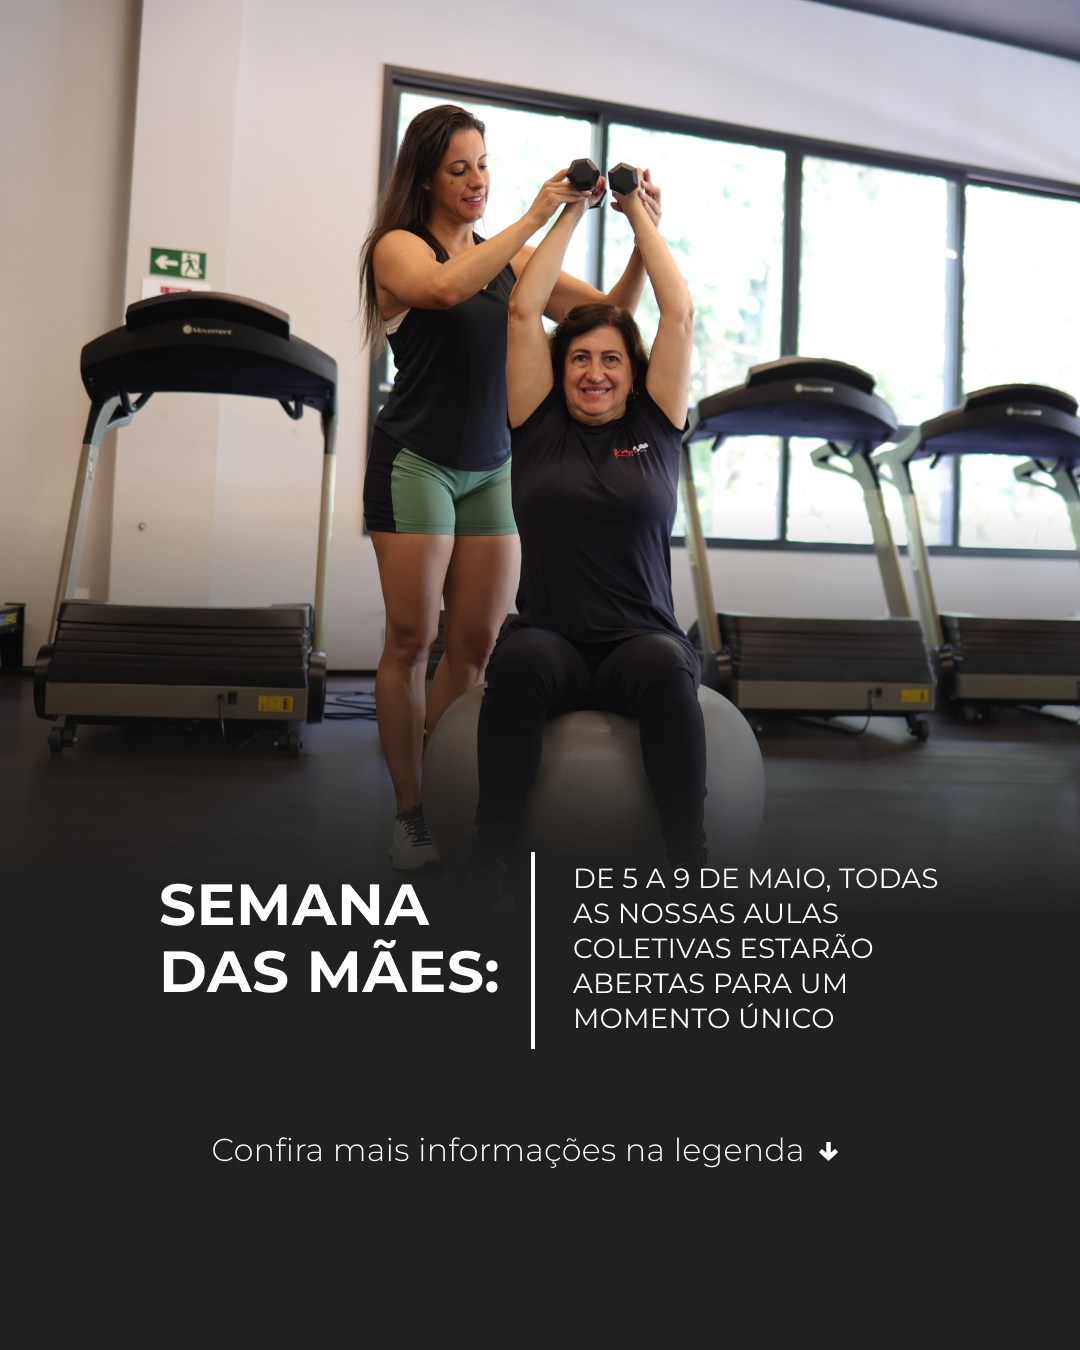 Movement
SEMANA
DAS MÃES:
DE 5 A 9 DE MAIO, TODAS
AS NOSSAS AULAS
COLETIVAS ESTARÃO
ABERTAS PARA UM
MOMENTO ÚNICO
Confira mais informações na legenda